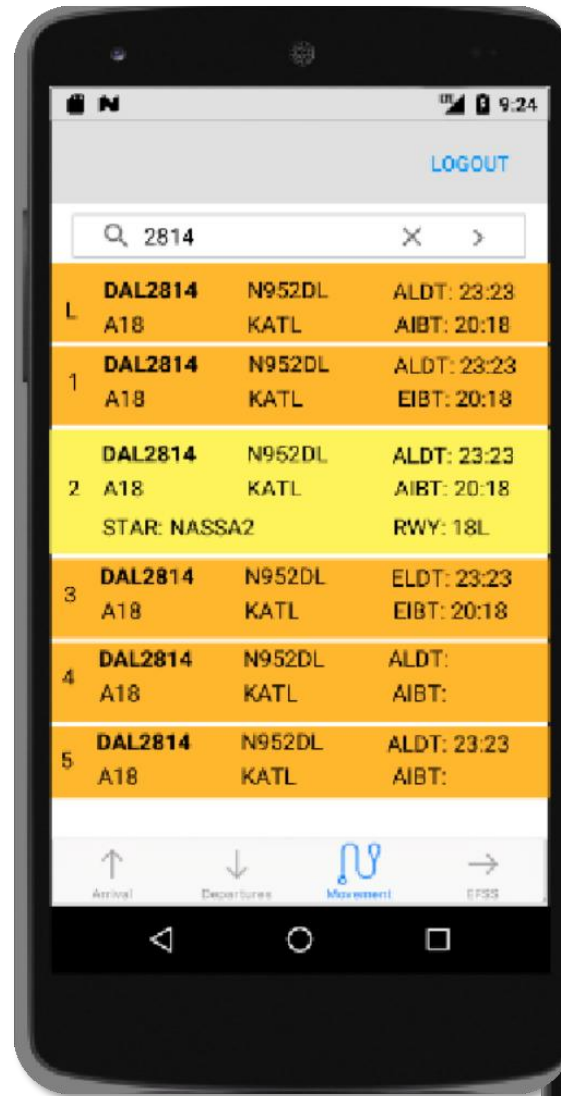 LTE 9:24
LOGOUT
2814
L DAL2814 N952DL ALDT: 23:23
A18 KATL AIBT: 20:18
1 DAL2814 N952DL ALDT: 23:23
A18 KATL EIBT: 20:18
DAL2814 N952DL ALDT: 23:23
2 A18 KATL AIBT: 20:18
STAR: NASSA2 RWY: 18L
3 DAL2814 N952DL ELDT: 23:23
A18 KATL EIBT: 20:18
4 DAL2814 N952DL ALDT:
A18 KATL AIBT:
5 DAL2814 N952DL ALDT: 23:23
A18 KATL AIBT:
Arrival Departures Movement EFSS